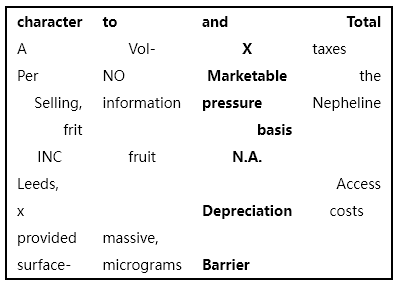 character to and Total
A Vol- X taxes
Per NO Marketable the
Selling, information pressure Nepheline
frit basis
INC fruit N.A.
Leeds, Access
x Depreciation costs
provided massive,
surface- micrograms Barrier